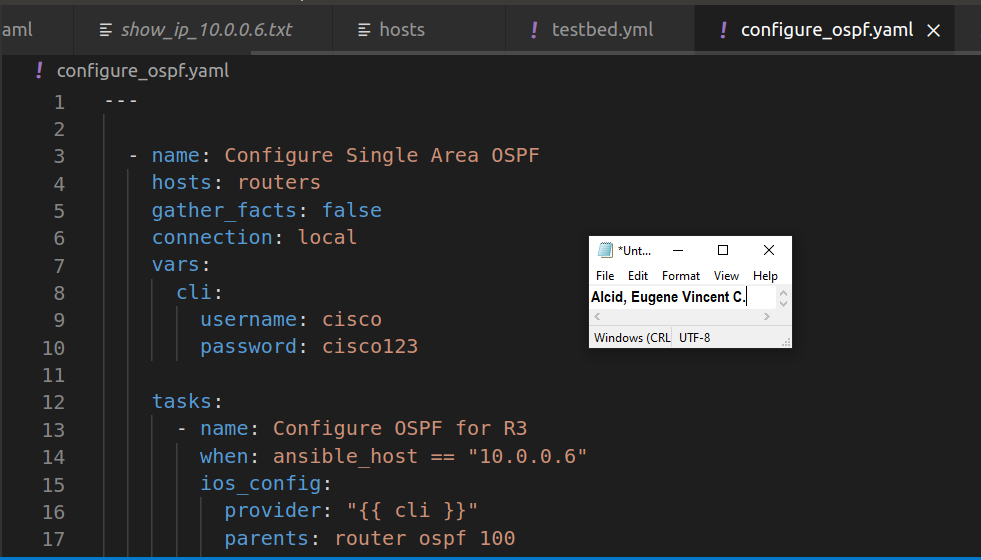 aml show_ip_10.0.0.6.txt hosts ! testbed.yml ! configure_ospf.yaml
! configure_ospf.yaml
1 ---
2
3 - name: Configure Single Area OSPF
4 hosts: routers
5 gather_facts: false
6 connection: local
7 vars:
8 cli:
9 username: cisco
10 password: cisco123
11
12 tasks:
13 - name: Configure OSPF for R3
14 when: ansible_host == "10.0.0.6"
15 ios_config:
16 provider: "{{ cli }}"
17 parents: router ospf 100
*Unt...
File Edit Format View Help
Alcid, Eugene Vincent C.
Windows (CRL UTF-8